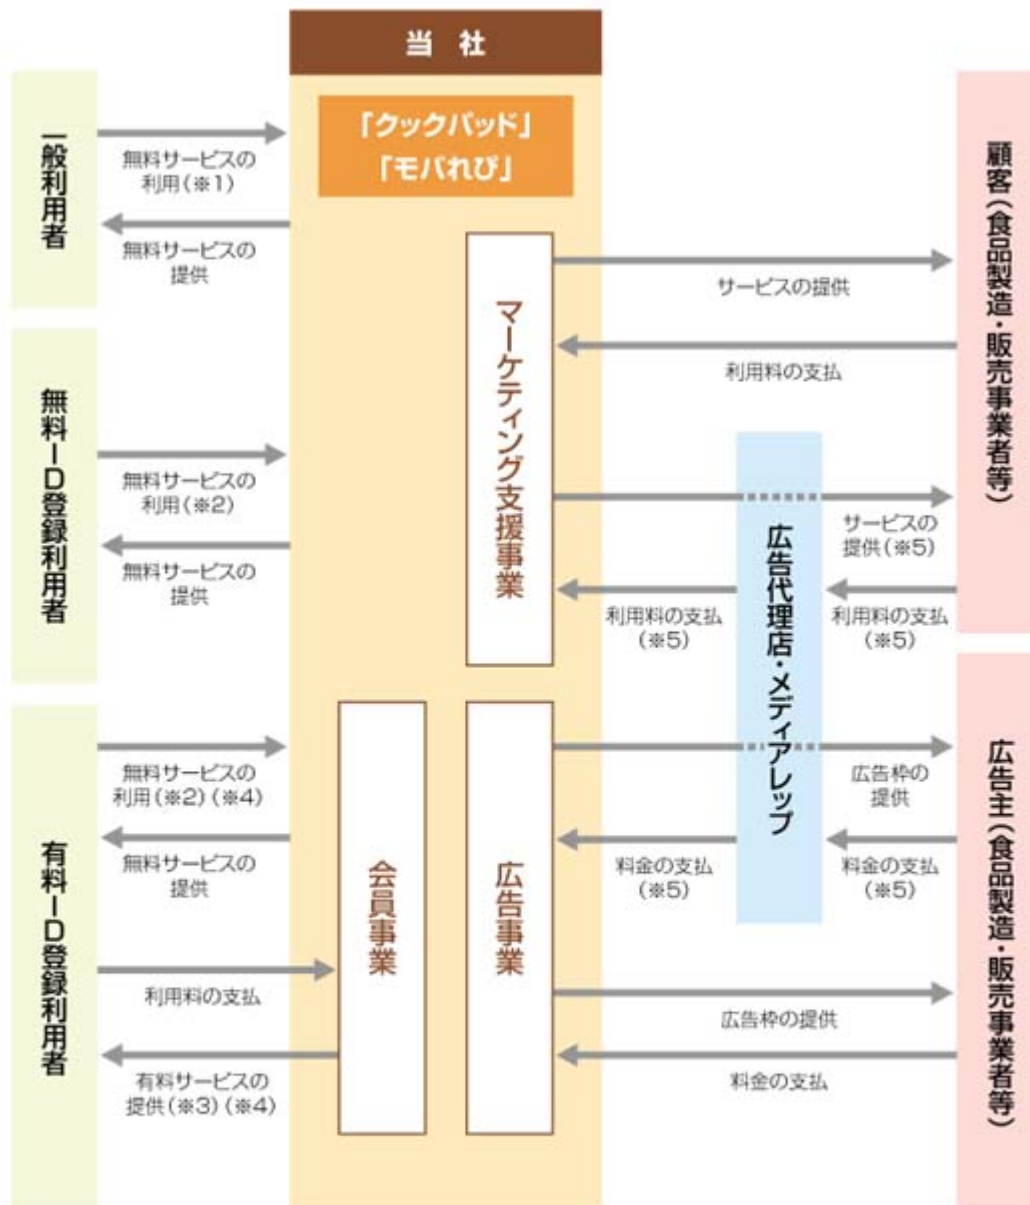 当 社
「クックパッド」
「モバれぴ」
一般利用者
無料サービスの
利用(※1)
無料サービスの
提供
無料ID登録利用者
無料サービスの
利用(※2)
無料サービスの
提供
有料ID登録利用者
無料サービスの
利用(※2)(※4)
無料サービスの
提供
利用料の支払
有料サービスの
提供(※3)(※4)
マーケティング支援事業
会員事業
広告事業
サービスの提供
利用料の支払
サービスの
提供(※5)
利用料の支払
(※5)
利用料の支払
(※5)
広告代理店・メディアレップ
広告枠の
提供
料金の支払
(※5)
料金の支払
(※5)
広告枠の提供
料金の支払
顧客(食品製造・販売事業者等)
広告主(食品製造・販売事業者等)